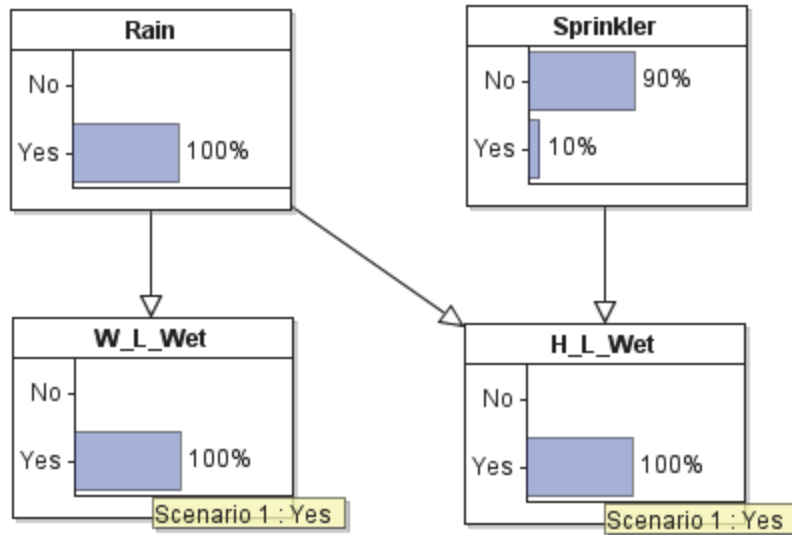 Rain
No
Yes 100%
Sprinkler
No 90%
Yes 10%
W_L_Wet
No
Yes 100%
Scenario 1 : Yes
H_L_Wet
No
Yes 100%
Scenario 1 : Yes